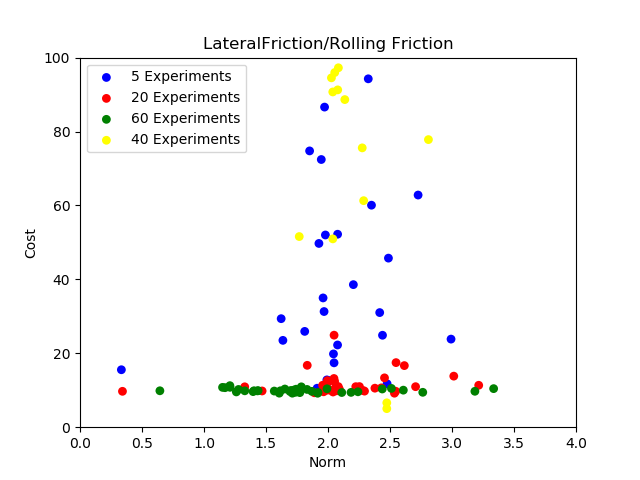 LateralFriction/Rolling Friction
5 Experiments
20 Experiments
60 Experiments
40 Experiments
Cost
100
80
60
40
20
0
0.0 0.5 1.0 1.5 2.0 2.5 3.0 3.5 4.0
Norm